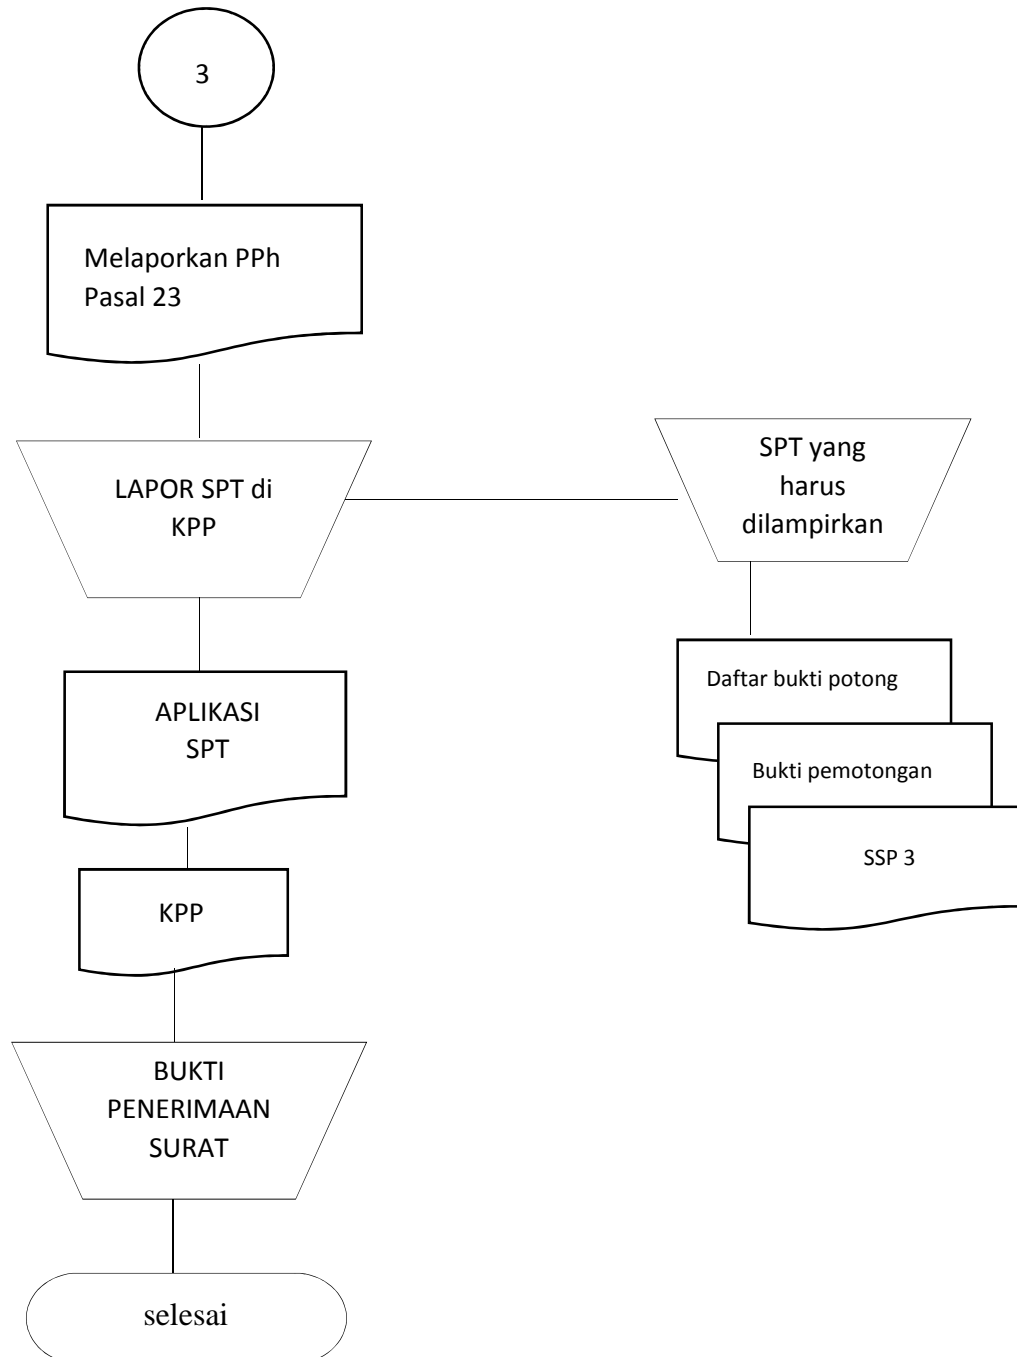 3
Melaporkan PPh
Pasal 23
LAPOR SPT di
KPP
SPT yang
harus
dilampirkan
APLIKASI
SPT
Daftar bukti potong
Bukti pemotongan
SSP 3
KPP
BUKTI
PENERIMAAN
SURAT
selesai